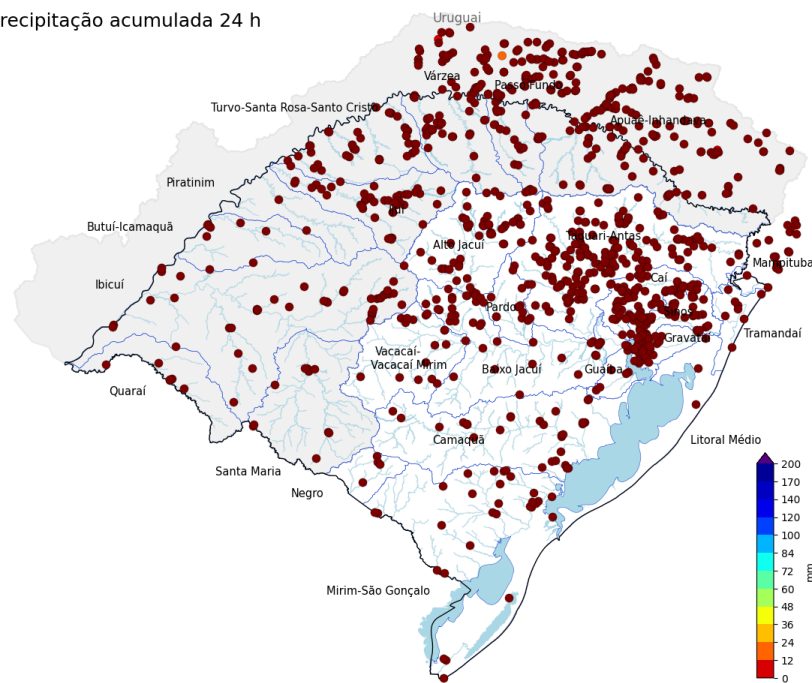 recipitação acumulada 24 h
Uruguai
Várzea
Passo Fundo
Turvo-Santa Rosa-Santo Cristo
Apuaê-Inhandava
Piratinim
Ijuí
Butuí-Icamaquã
Alto Jacuí
Taquari-Antas
Mampituba
Ibicuí
Caí
Pardo
Sinos
Tramandaí
Gravataí
Vacacaí-
Vacacaí Mirim
Baixo Jacuí
Guaíba
Quaraí
Camaquã
Litoral Médio
Santa Maria
Negro
Mirim-São Gonçalo
200
170
140
120
100
84
72
60
48
36
24
12
0
mm